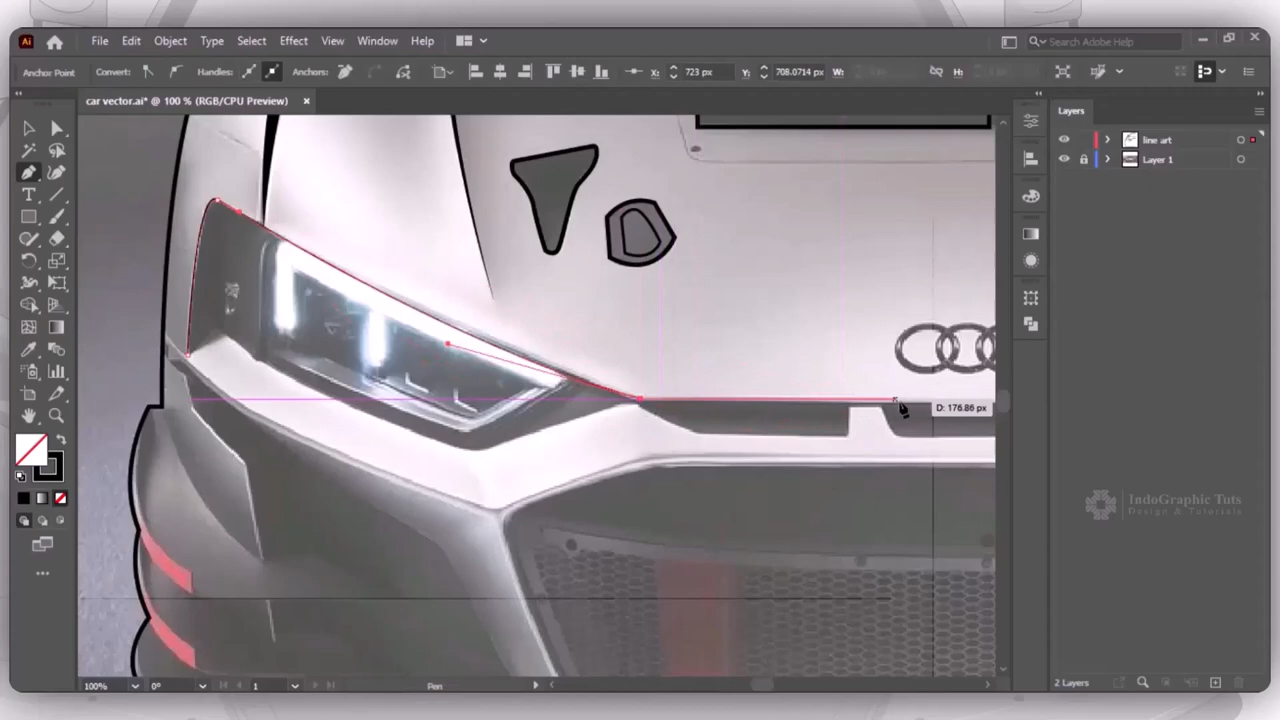 Ai File Edit Object Type Select Effect View Window Help Search Adobe Help
Anchor Point Convert: Handles: Anchors: X: 723 px Y: 708.0714 px W: H:
car vector.ai* @ 100 % (RGB/CPU Preview) ×
Layers
line art
Layer 1
D: 176.86 px
IndoGraphic Tuts
Design & Tutorials
100% 0° 1 Pen
2 Layers